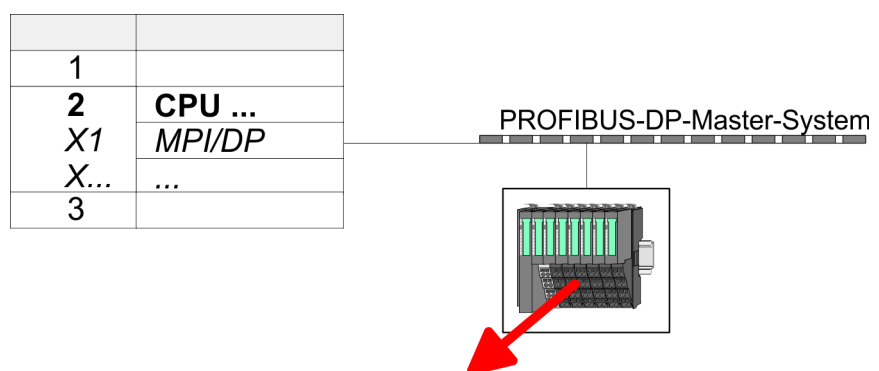 1
2 CPU ...
X1 MPI/DP
X... ...
3
PROFIBUS-DP-Master-System